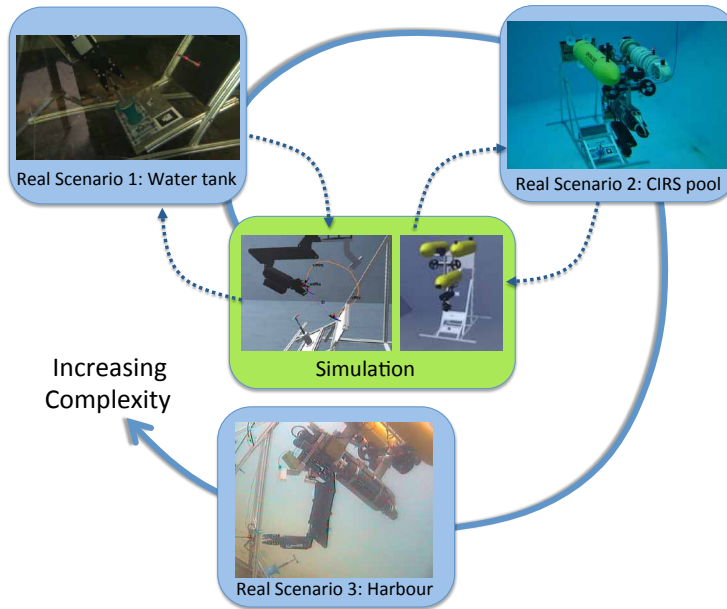 Real Scenario 1: Water tank
Real Scenario 2: CIRS pool
Simulation
Increasing
Complexity
Real Scenario 3: Harbour